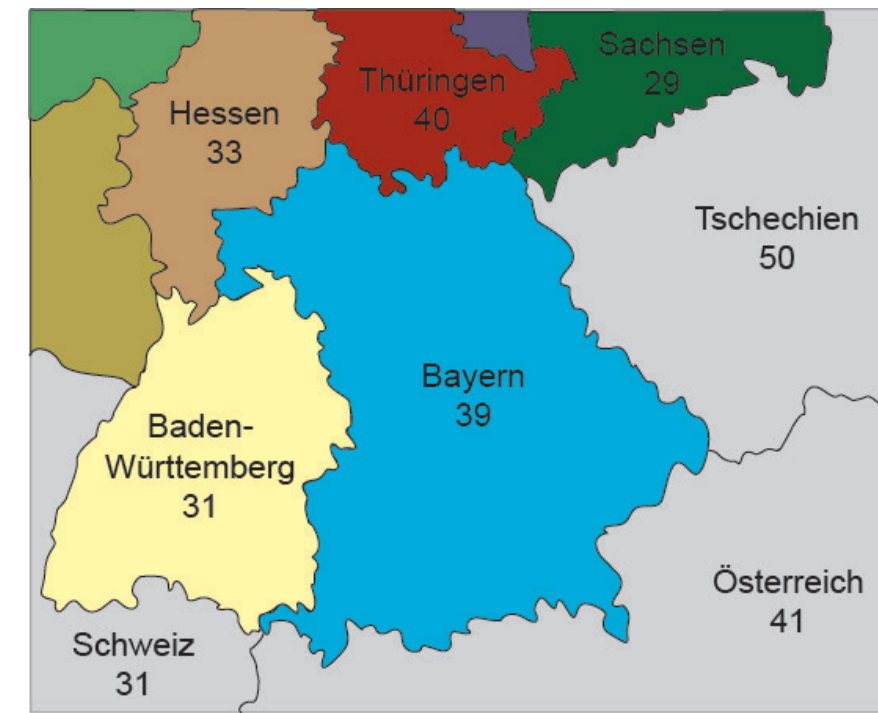 Sachsen
29
Thüringen
40
Hessen
33
Tschechien
50
Bayern
39
Baden-
Württemberg
31
Österreich
41
Schweiz
31